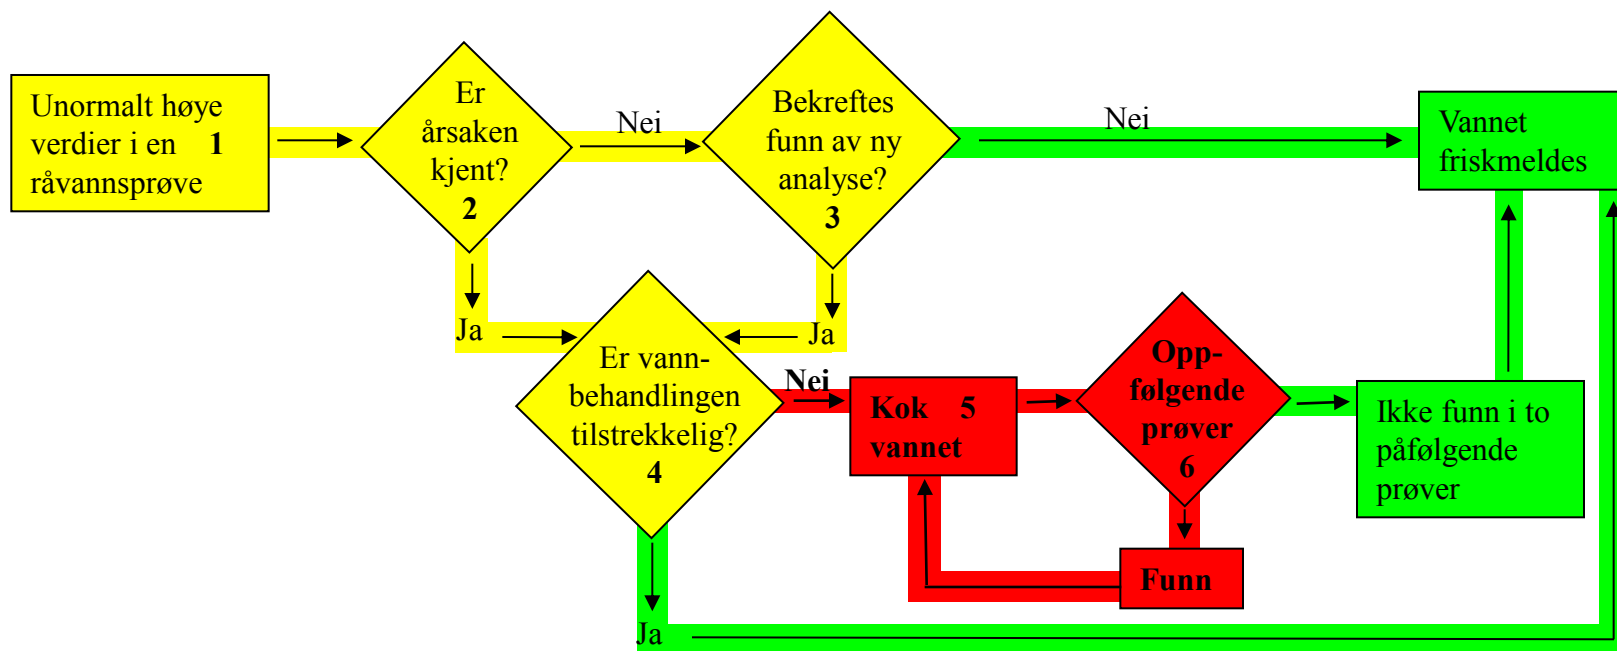 Unormalt høye
verdier i en 1
råvannsprøve
Er
årsaken
kjent?
2
Nei
Bekreftes
funn av ny
analyse?
3
Nei
Vannet
friskmeldes
Ja
Ja
Er vann-
behandlingen
tilstrekkelig?
4
Nei
Kok 5
vannet
Opp-
følgende
prøver
6
Ikke funn i to
påfølgende
prøver
Funn
Ja